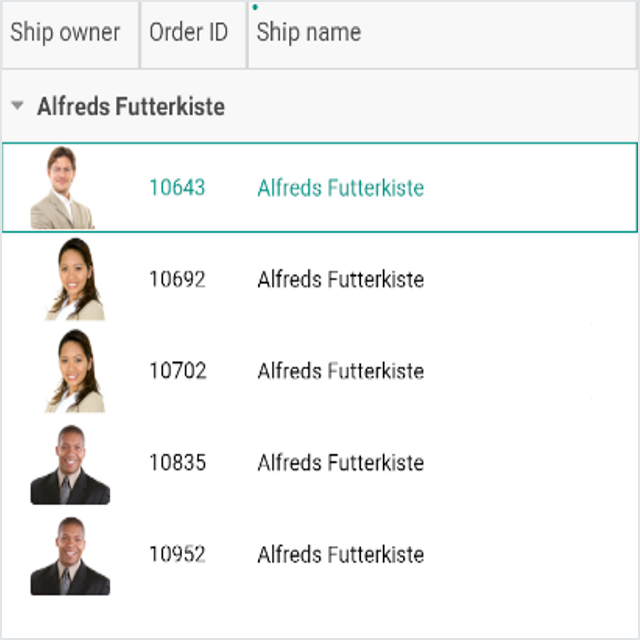 Ship owner Order ID Ship name
Alfreds Futterkiste
10643 Alfreds Futterkiste
10692 Alfreds Futterkiste
10702 Alfreds Futterkiste
10835 Alfreds Futterkiste
10952 Alfreds Futterkiste